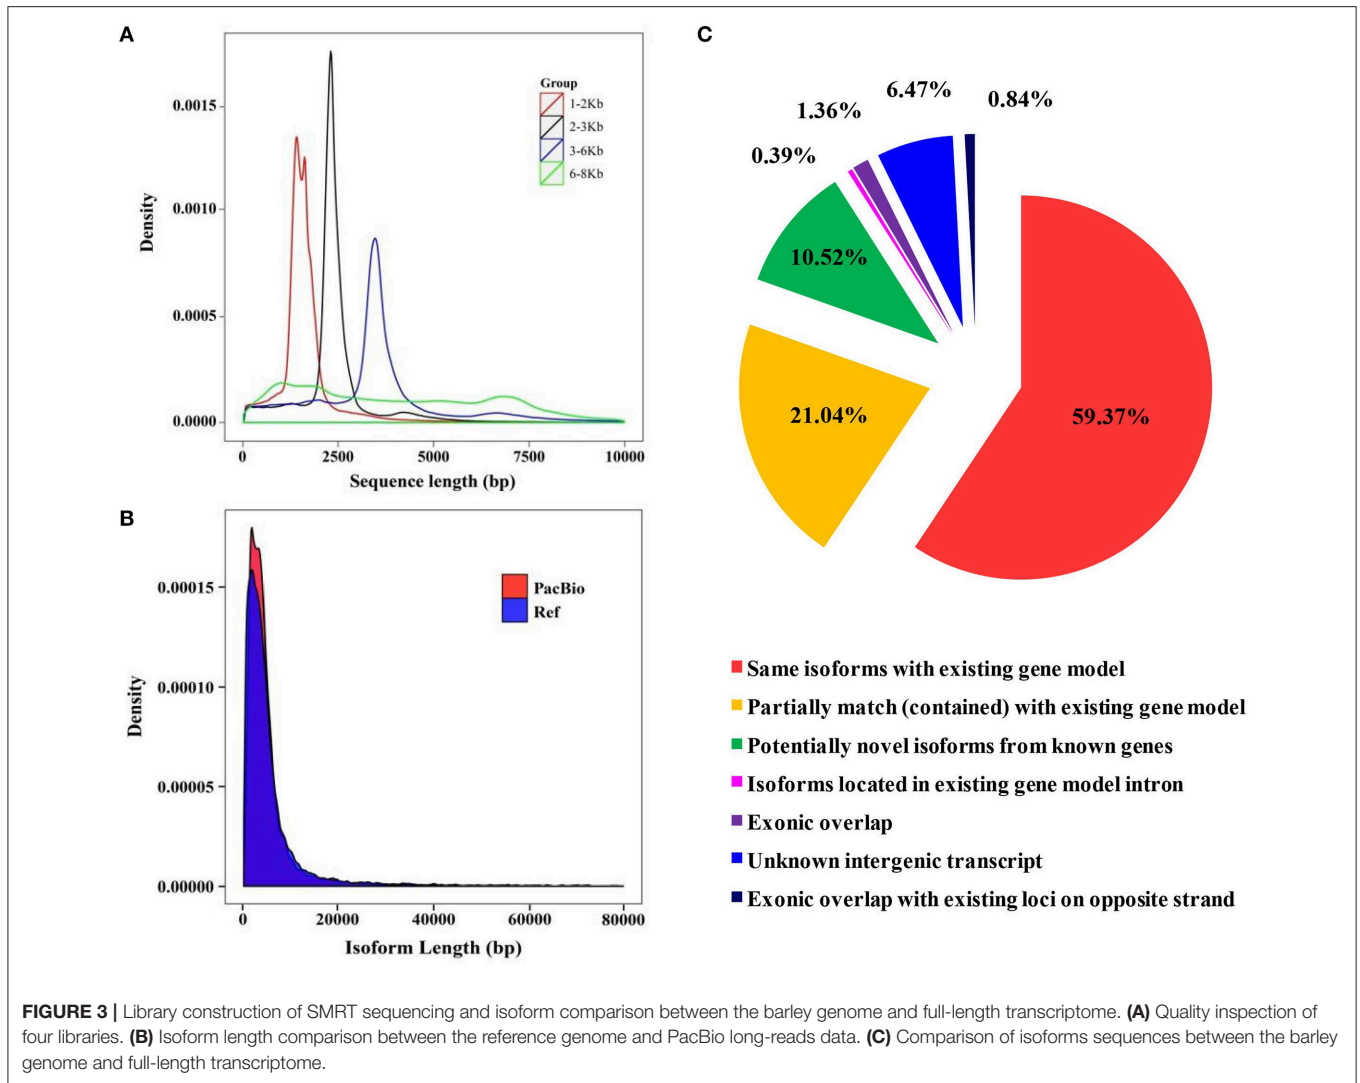 A
Density
0.0015
0.0010
0.0005
0.0000
0
2500
5000
7500
10000
Sequence length (bp)
Group
1-2Kb
2-3Kb
3-6Kb
6-8Kb
B
Density
0.00015
0.00010
0.00005
0.00000
0
20000
40000
60000
80000
Isoform Length (bp)
PacBio
Ref
C
0.39%
1.36%
6.47%
0.84%
10.52%
21.04%
59.37%
Same isoforms with existing gene model
Partially match (contained) with existing gene model
Potentially novel isoforms from known genes
Isoforms located in existing gene model intron
Exonic overlap
Unknown intergenic transcript
Exonic overlap with existing loci on opposite strand
FIGURE 3 | Library construction of SMRT sequencing and isoform comparison between the barley genome and full-length transcriptome. (A) Quality inspection of
four libraries. (B) Isoform length comparison between the reference genome and PacBio long-reads data. (C) Comparison of isoforms sequences between the barley
genome and full-length transcriptome.